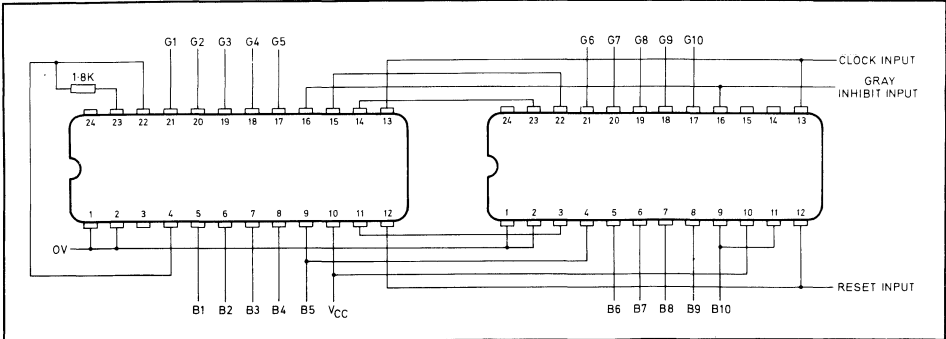 G1 G2 G3 G4 G5 G6 G7 G8 G9 G10
CLOCK INPUT
1·8K
GRAY
INHIBIT INPUT
24 23 22 21 20 19 18 17 16 15 14 13 24 23 22 21 20 19 18 17 16 15 14 13
1 2 3 4 5 6 7 8 9 10 11 12 1 2 3 4 5 6 7 8 9 10 11 12
0V
RESET INPUT
B1 B2 B3 B4 B5 VCC B6 B7 B8 B9 B10